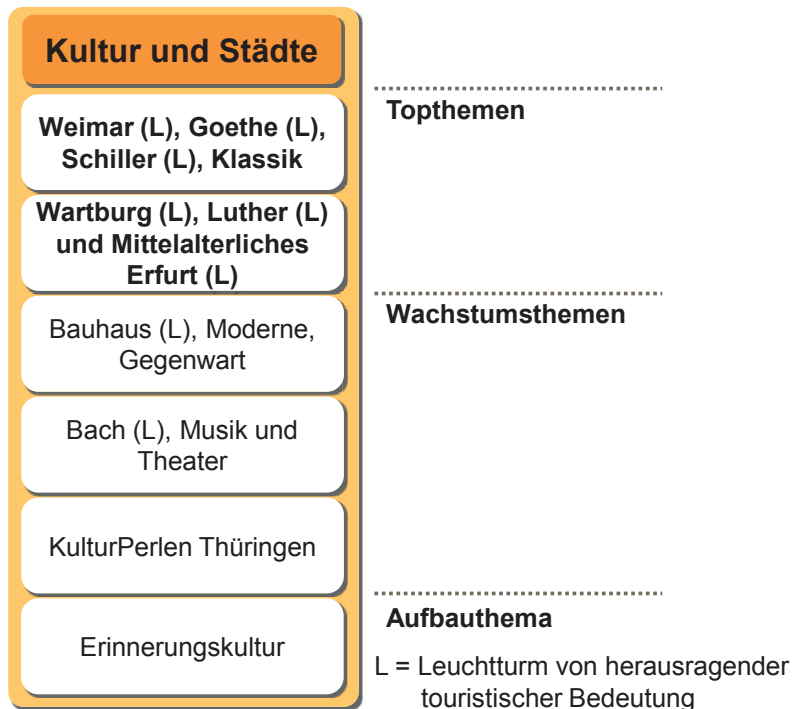 Kultur und Städte
Topthemen
Weimar (L), Goethe (L),
Schiller (L), Klassik
Wartburg (L), Luther (L)
und Mittelalterliches
Erfurt (L)
Wachstumsthemen
Bauhaus (L), Moderne,
Gegenwart
Bach (L), Musik und
Theater
KulturPerlen Thüringen
Aufbauthema
Erinnerungskultur
L = Leuchtturm von herausragender
touristischer Bedeutung